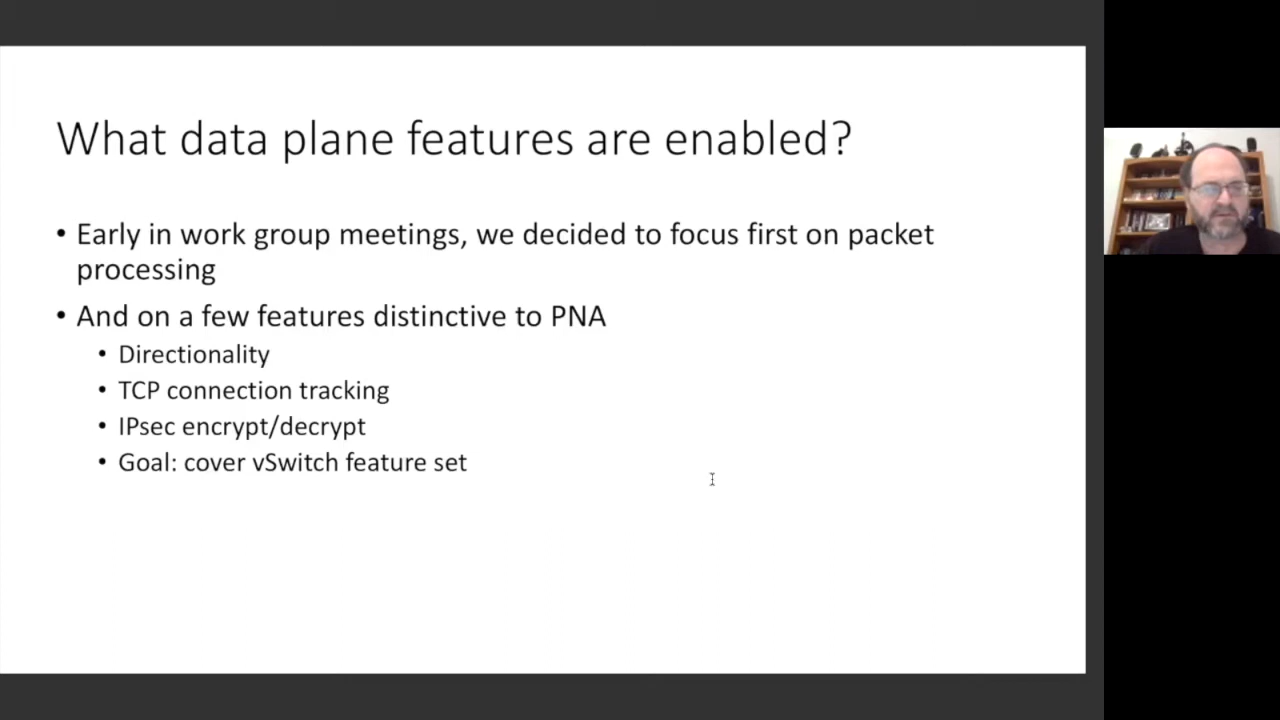 What data plane features are enabled?
• Early in work group meetings, we decided to focus first on packet
processing
• And on a few features distinctive to PNA
• Directionality
• TCP connection tracking
• IPsec encrypt/decrypt
• Goal: cover vSwitch feature set